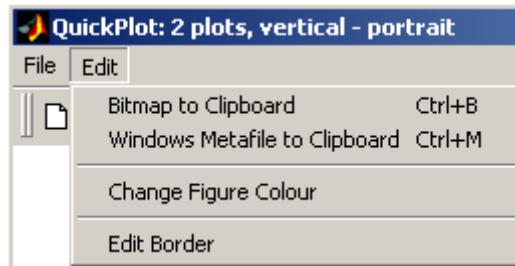 QuickPlot: 2 plots, vertical - portrait
File Edit
Bitmap to Clipboard Ctrl+B
Windows Metafile to Clipboard Ctrl+M
Change Figure Colour
Edit Border